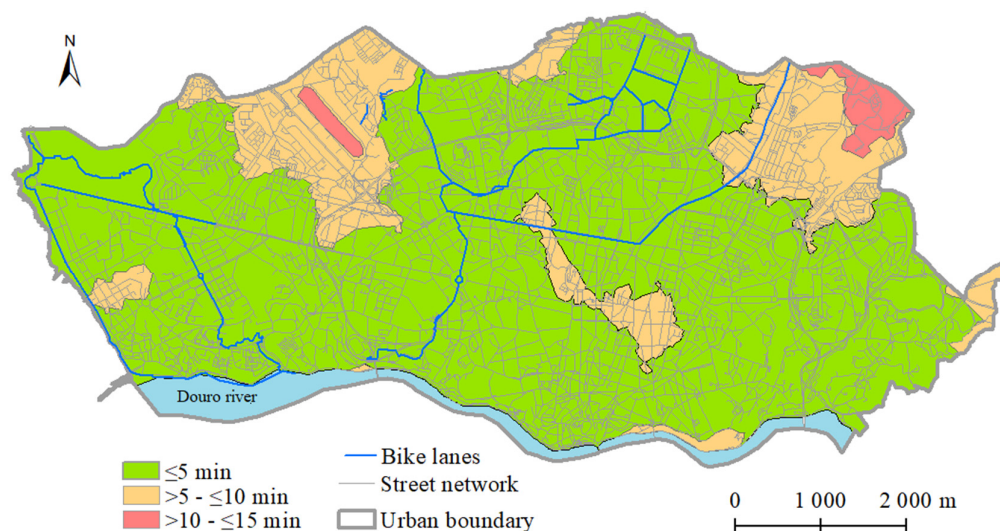 N
Douro river
≤5 min
>5 - ≤10 min
>10 - ≤15 min
Bike lanes
Street network
Urban boundary
0 1 000 2 000 m